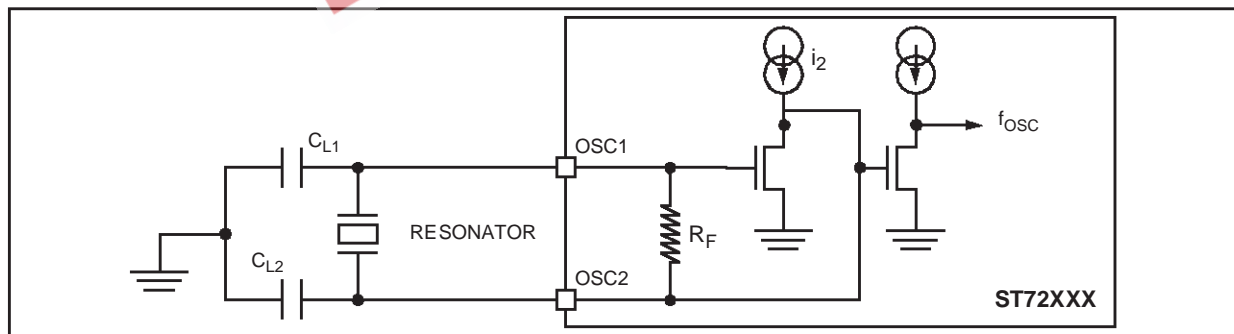 i2
fOSC
CL1
OSC1
RESONATOR
RF
CL2
OSC2
ST72XXX